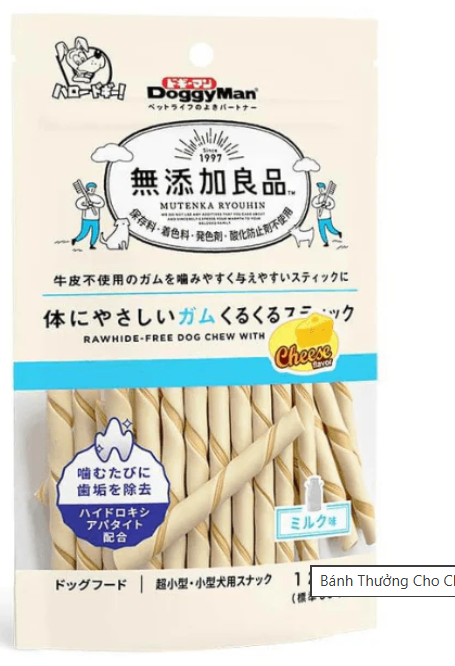 ハロードギー!
ドギーマン
DoggyMan
ペットライフのよきパートナー
Since
1997
無添加良品™
MUTENKA RYOUHIN
保存料・着色料・発色剤・酸化防止剤不使用
牛皮不使用のガムを噛みやすく与えやすいスティックに
体にやさしいガムくるくるスティック
RAWHIDE-FREE DOG CHEW WITH
Cheese
flavor
噛むたびに
歯垢を除去
ハイドロキシ
アパタイト
配合
ミルク味
ドッグフード
超小型・小型犬用スナック
Bánh Thưởng Cho